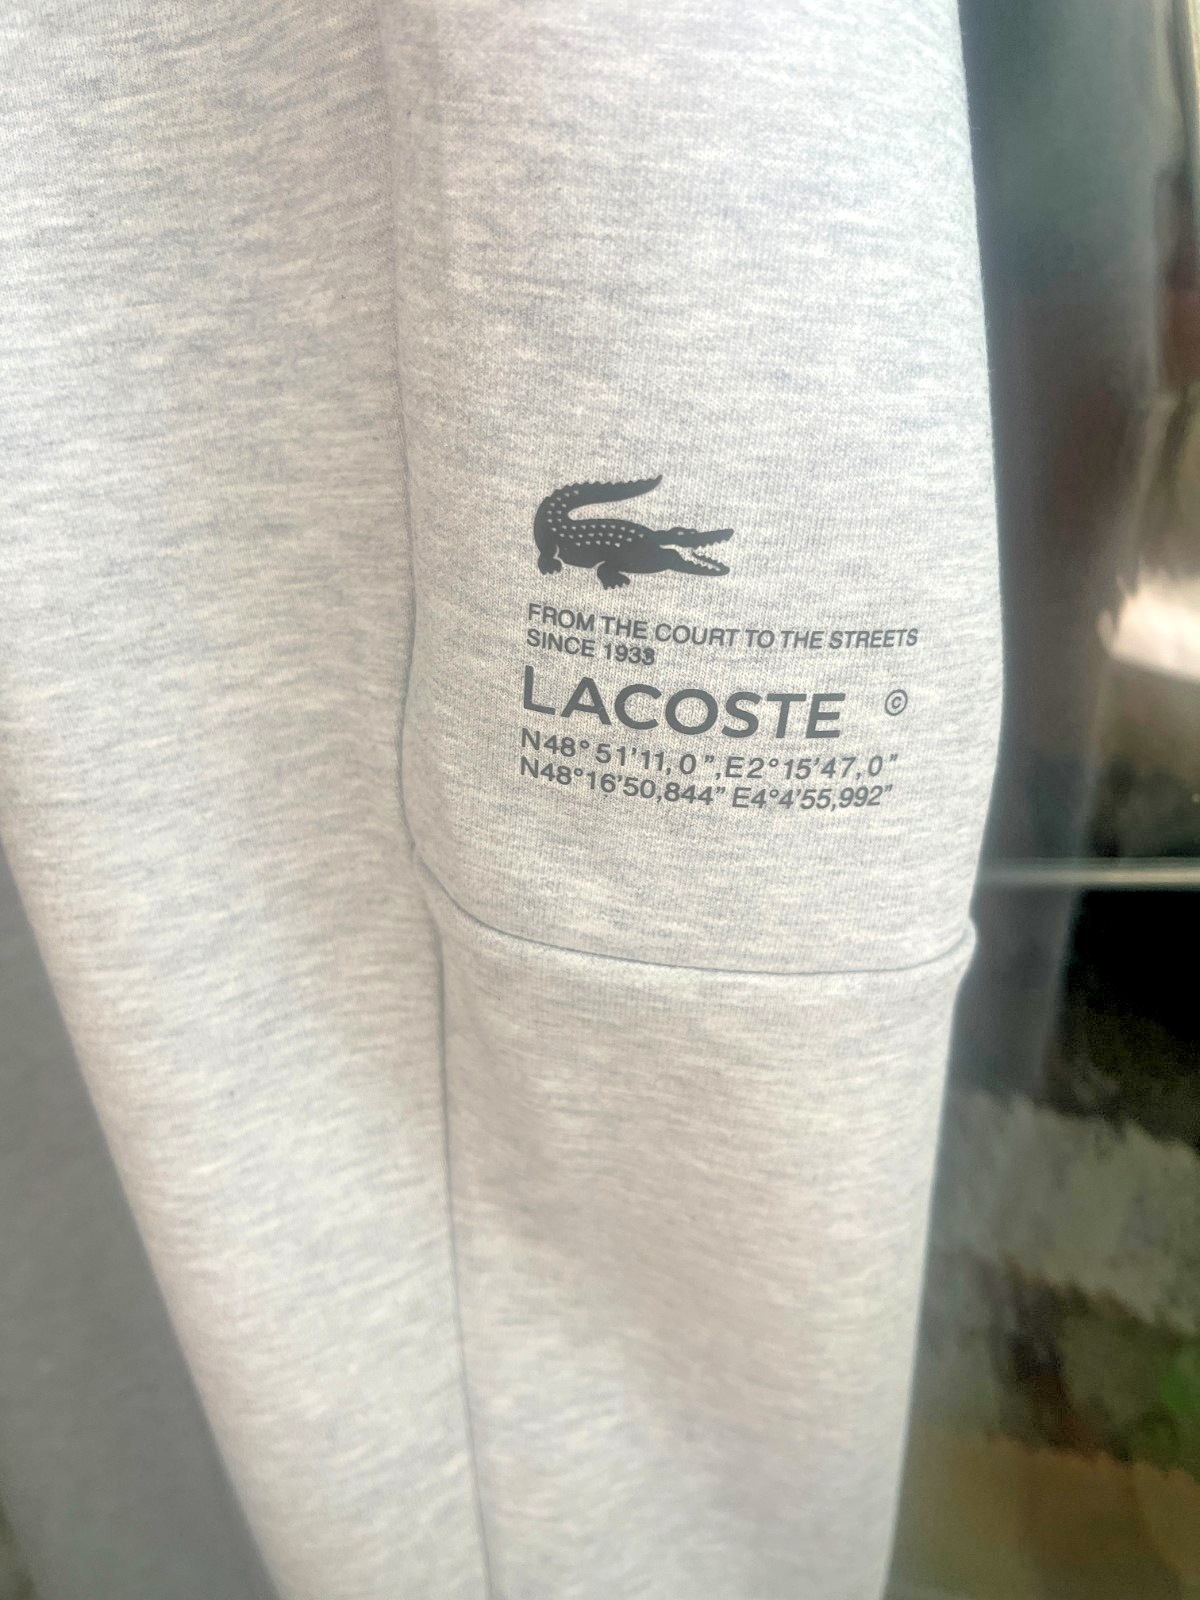 FROM THE COURT TO THE STREETS
SINCE 1933
LACOSTE ©
N48° 51'11, 0 ",E2°15'47, 0 "
N48°16'50,844" E4°4'55,992"